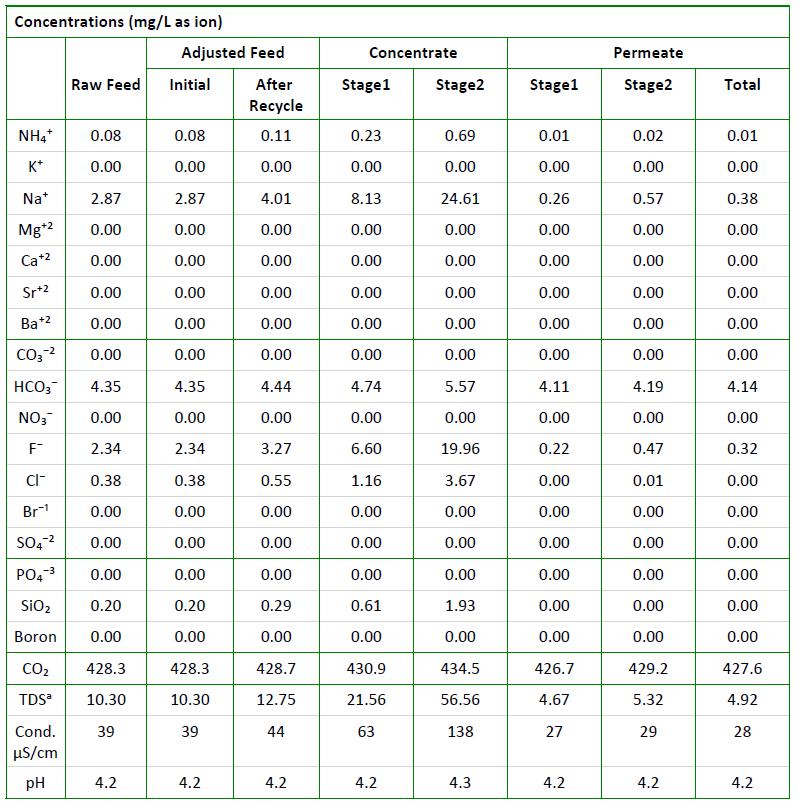 Concentrations (mg/L as ion)
Adjusted Feed Concentrate Permeate
Raw Feed Initial After Stage1 Stage2 Stage1 Stage2 Total
Recycle
NH₄⁺ 0.08 0.08 0.11 0.23 0.69 0.01 0.02 0.01
K⁺ 0.00 0.00 0.00 0.00 0.00 0.00 0.00 0.00
Na⁺ 2.87 2.87 4.01 8.13 24.61 0.26 0.57 0.38
Mg⁺² 0.00 0.00 0.00 0.00 0.00 0.00 0.00 0.00
Ca⁺² 0.00 0.00 0.00 0.00 0.00 0.00 0.00 0.00
Sr⁺² 0.00 0.00 0.00 0.00 0.00 0.00 0.00 0.00
Ba⁺² 0.00 0.00 0.00 0.00 0.00 0.00 0.00 0.00
CO₃⁻² 0.00 0.00 0.00 0.00 0.00 0.00 0.00 0.00
HCO₃⁻ 4.35 4.35 4.44 4.74 5.57 4.11 4.19 4.14
NO₃⁻ 0.00 0.00 0.00 0.00 0.00 0.00 0.00 0.00
F⁻ 2.34 2.34 3.27 6.60 19.96 0.22 0.47 0.32
Cl⁻ 0.38 0.38 0.55 1.16 3.67 0.00 0.01 0.00
Br⁻¹ 0.00 0.00 0.00 0.00 0.00 0.00 0.00 0.00
SO₄⁻² 0.00 0.00 0.00 0.00 0.00 0.00 0.00 0.00
PO₄⁻³ 0.00 0.00 0.00 0.00 0.00 0.00 0.00 0.00
SiO₂ 0.20 0.20 0.29 0.61 1.93 0.00 0.00 0.00
Boron 0.00 0.00 0.00 0.00 0.00 0.00 0.00 0.00
CO₂ 428.3 428.3 428.7 430.9 434.5 426.7 429.2 427.6
TDSᵃ 10.30 10.30 12.75 21.56 56.56 4.67 5.32 4.92
Cond. 39 39 44 63 138 27 29 28
µS/cm
pH 4.2 4.2 4.2 4.2 4.3 4.2 4.2 4.2